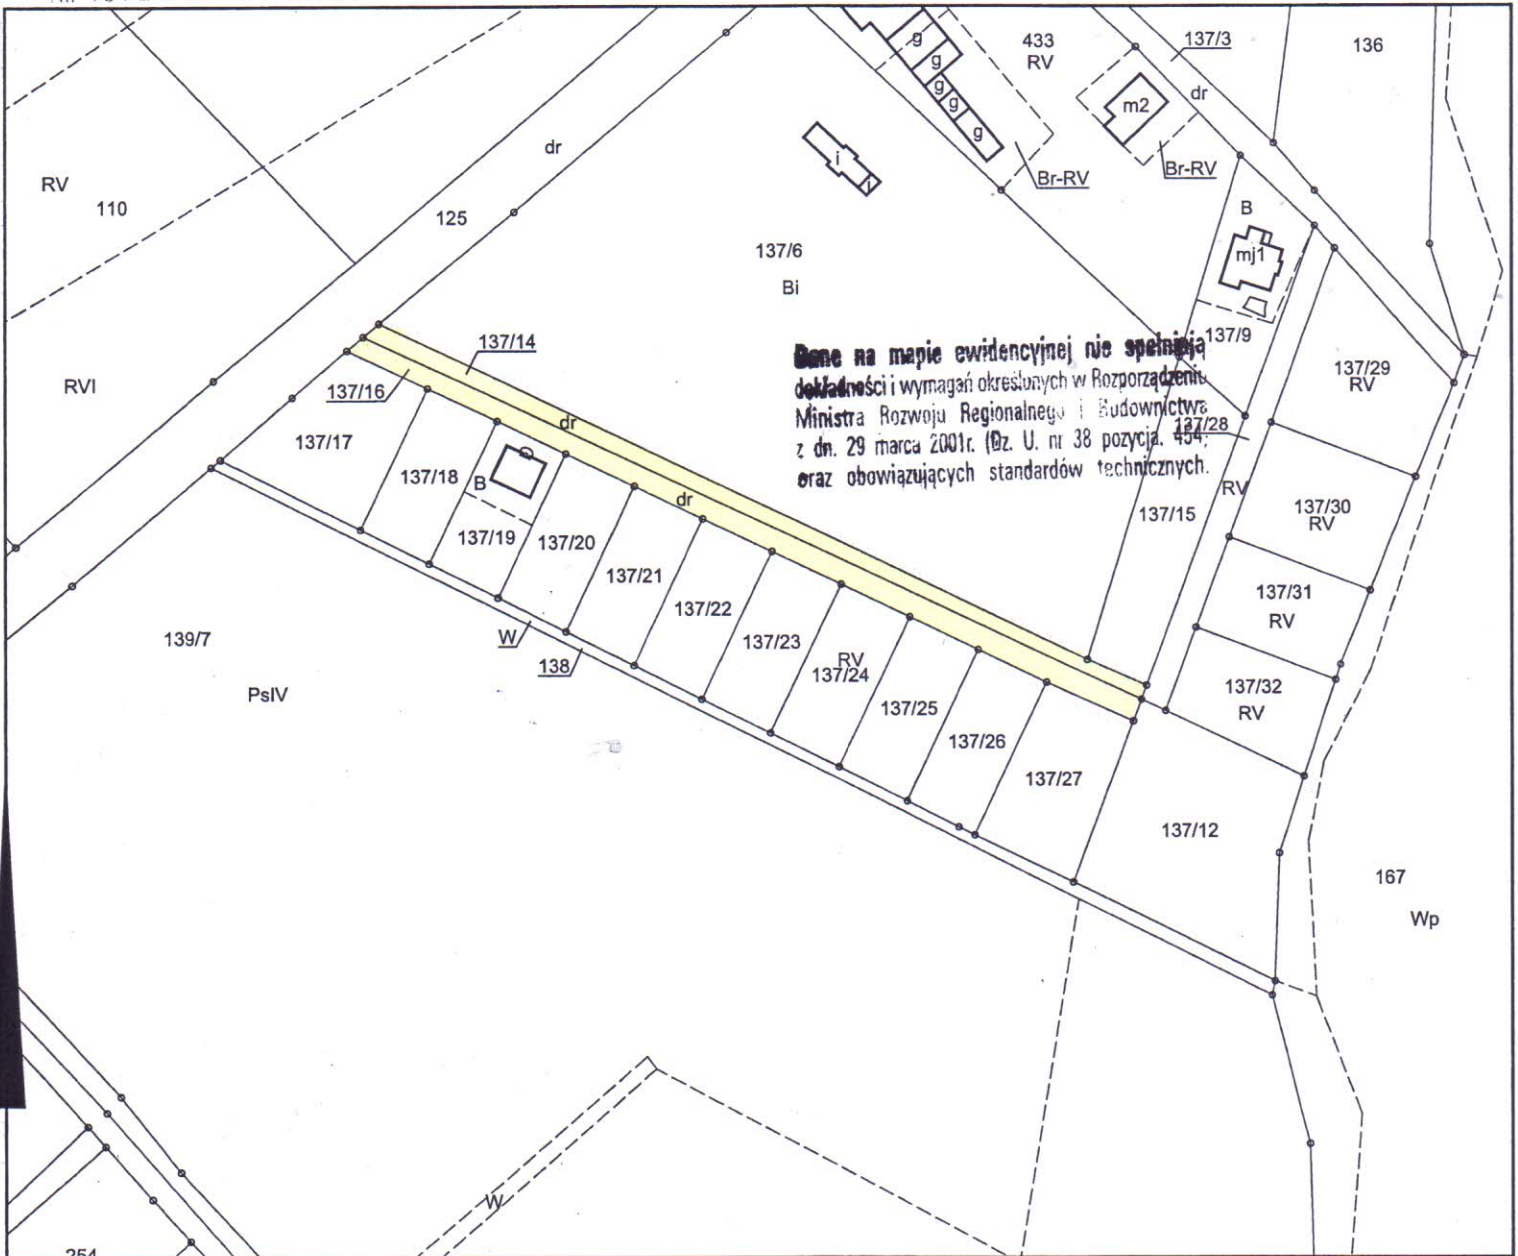 137/3
136
433
RV
g
g
g
g
g
m2
dr
Br-RV
Br-RV
dr
RV
110
125
i
i
B
mj1
137/6
Bi
137/9
137/14
137/16
RVI
dr
137/29
RV
137/28
Dane na mapie ewidencyjnej nie spełniają
dokładności i wymagań określonych w Rozporządzeniu
Ministra Rozwoju Regionalnego i Budownictwa
z dn. 29 marca 2001r. (Dz. U. nr 38 pozycja. 454,
oraz obowiązujących standardów technicznych.
137/17
137/18
B
137/19
137/20
dr
RV
137/15
137/30
RV
137/21
137/22
137/31
RV
139/7
W
138
137/23
RV
137/24
137/32
RV
PsIV
137/25
137/26
137/27
137/12
167
Wp
W
254